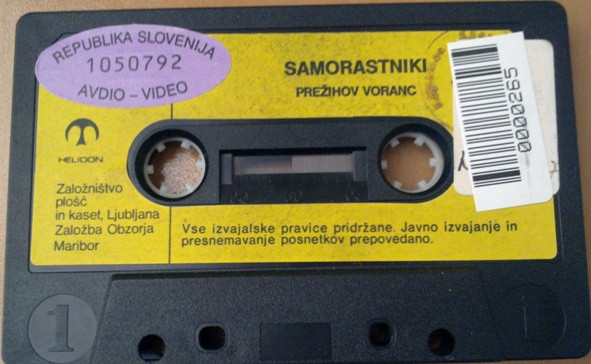 REPUBLIKA SLOVENIJA
1050792
AVDIO – VIDEO
SAMORASTNIKI
PREŽIHOV VORANC
0000265
HELIDON
Založništvo
plošč
in kaset, Ljubljana
Založba Obzorja
Maribor
Vse izvajalske pravice pridržane. Javno izvajanje in
presnemavanje posnetkov prepovedano.
1
1